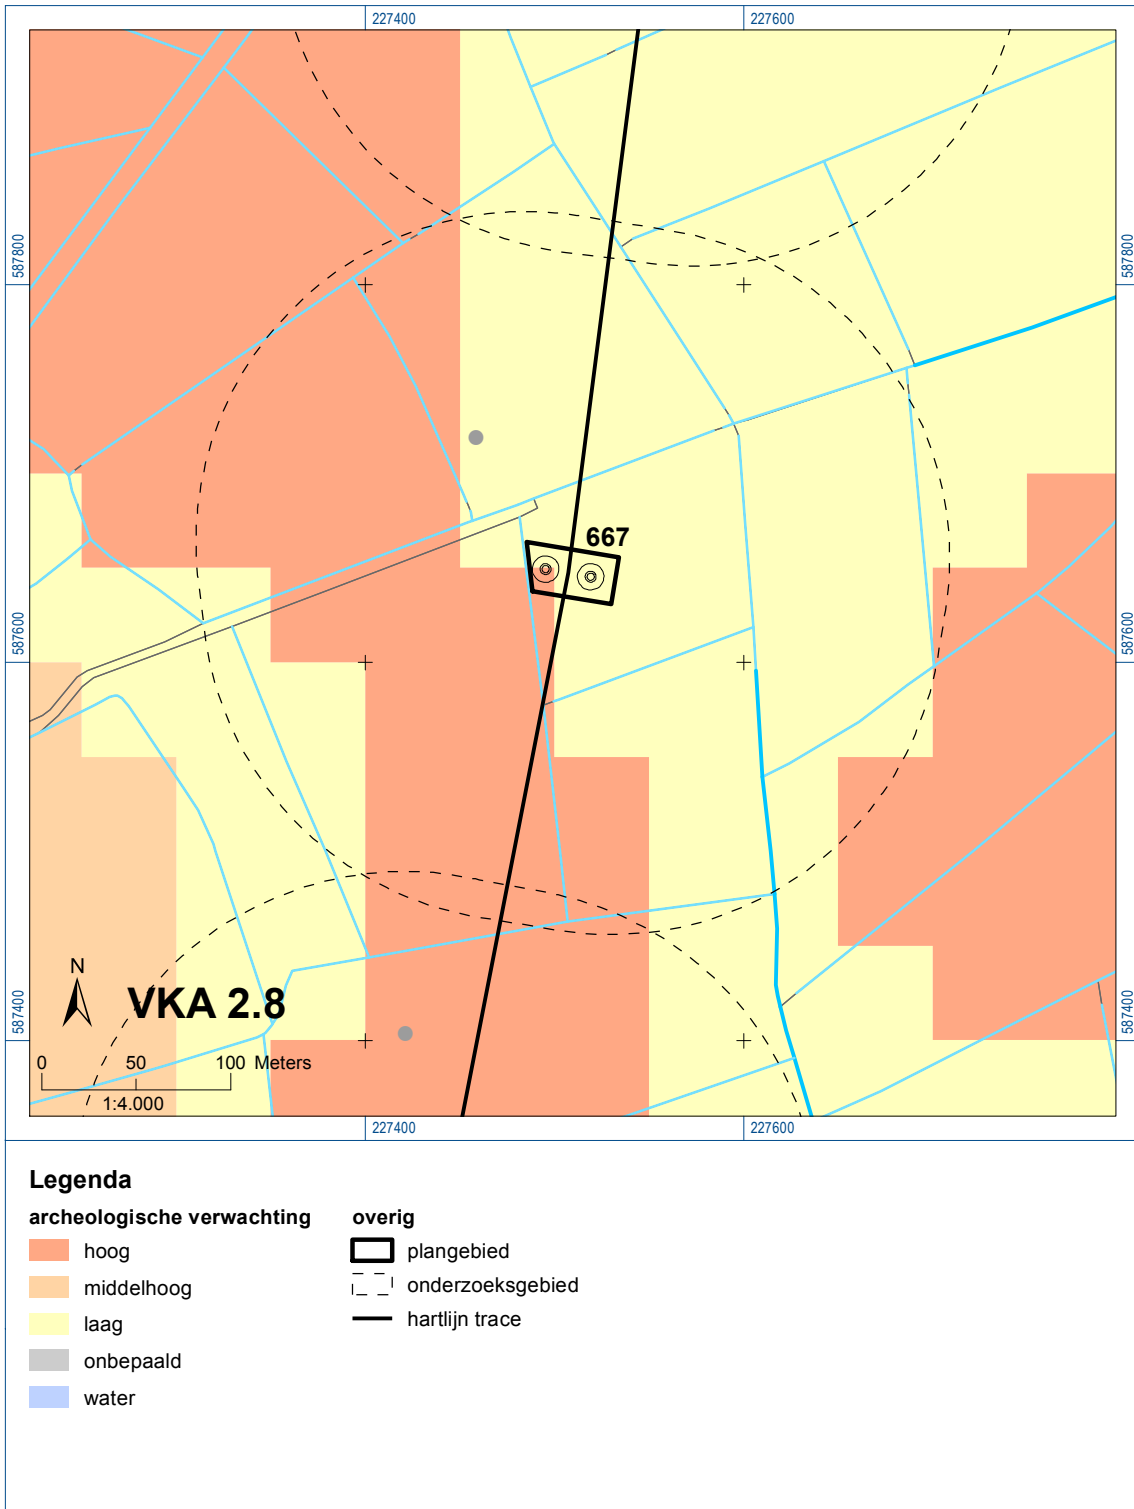 227400
227600
587800
587800
667
587600
587600
N
VKA 2.8
587400
587400
0 50 100 Meters
1:4.000
227400
227600
Legenda
archeologische verwachting
hoog
middelhoog
laag
onbepaald
water
overig
plangebied
onderzoeksgebied
hartlijn trace